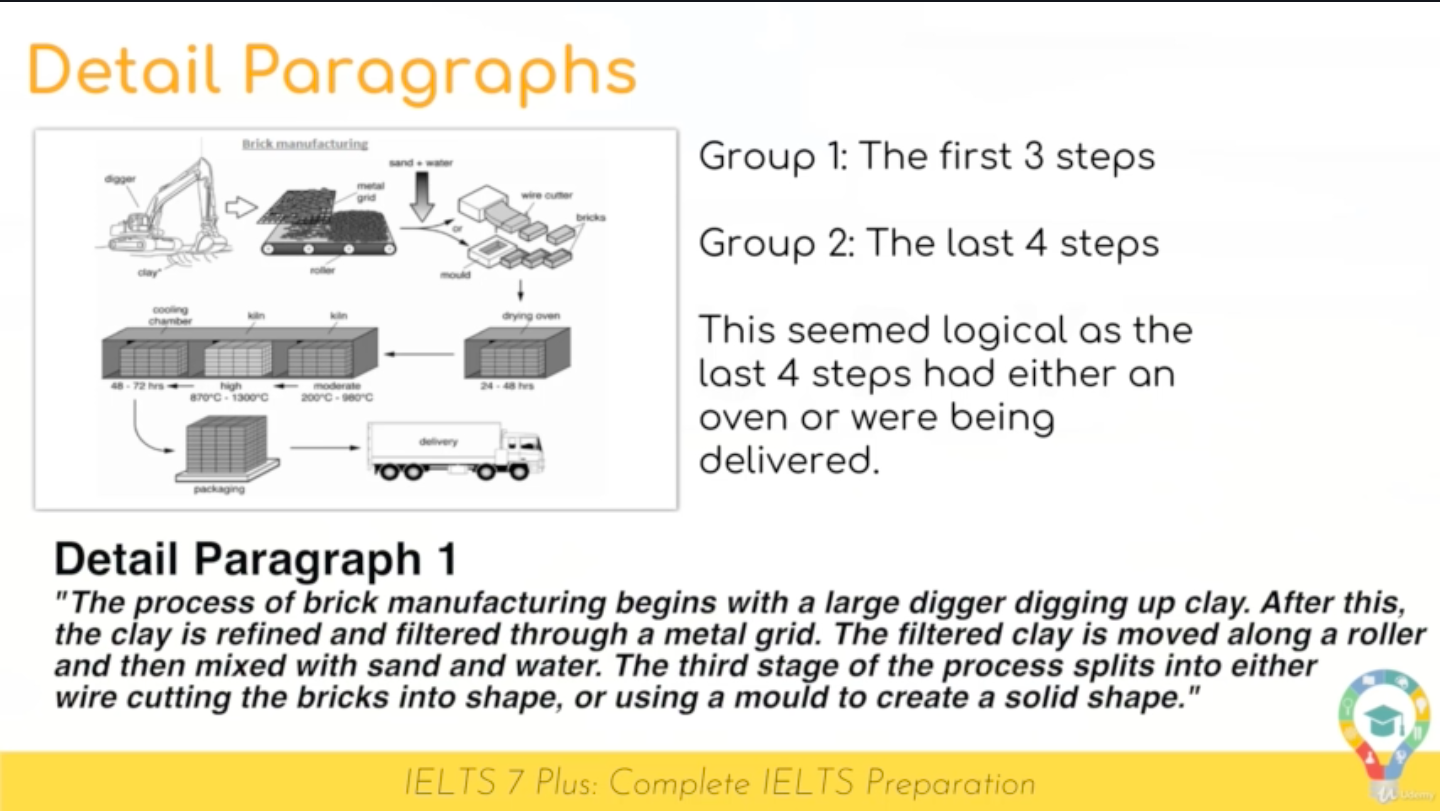 Detail Paragraphs
Brick manufacturing
digger
clay*
metal
grid
roller
sand + water
or
wire cutter
bricks
mould
drying oven
24 - 48 hrs
cooling
chamber
kiln
kiln
48 - 72 hrs
high
870°C - 1300°C
moderate
200°C - 980°C
packaging
delivery
Group 1: The first 3 steps
Group 2: The last 4 steps
This seemed logical as the
last 4 steps had either an
oven or were being
delivered.
Detail Paragraph 1
"The process of brick manufacturing begins with a large digger digging up clay. After this,
the clay is refined and filtered through a metal grid. The filtered clay is moved along a roller
and then mixed with sand and water. The third stage of the process splits into either
wire cutting the bricks into shape, or using a mould to create a solid shape."
IELTS 7 Plus: Complete IELTS Preparation
Udemy